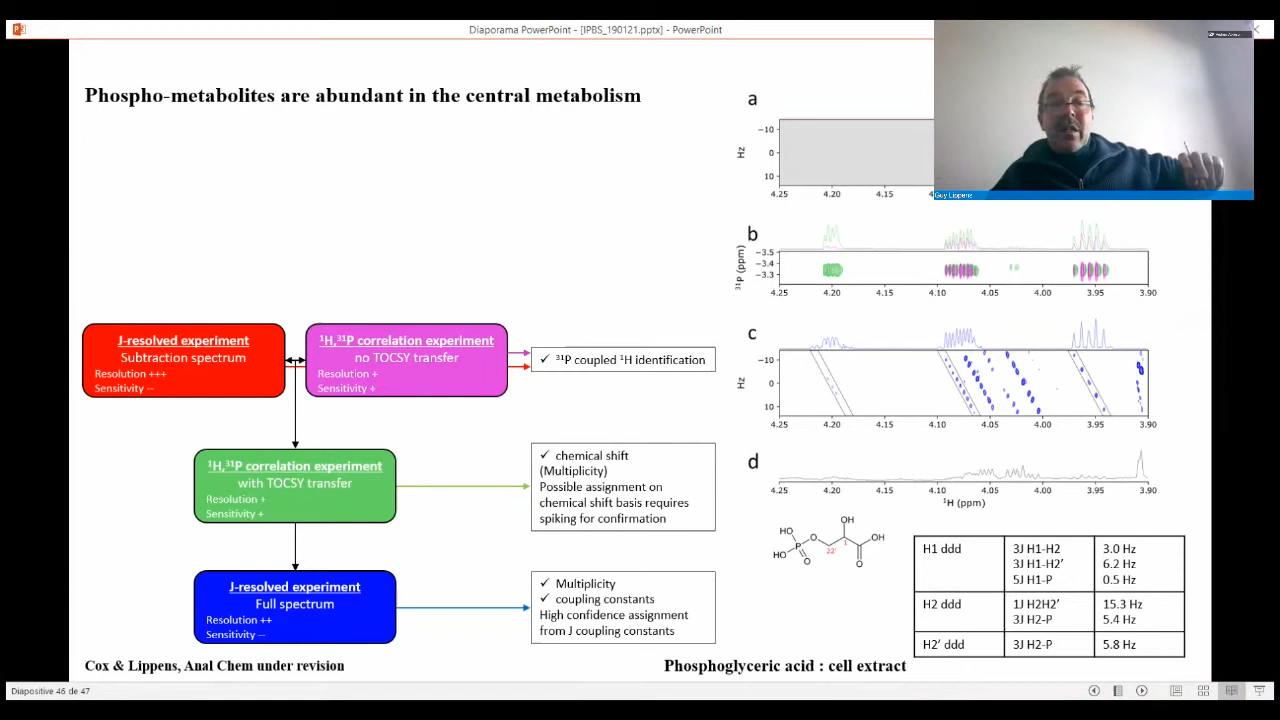 Diaporama PowerPoint - [IPBS_190121.pptx] - PowerPoint
Guy Lippens
Phospho-metabolites are abundant in the central metabolism
J-resolved experiment
Subtraction spectrum
Resolution +++
Sensitivity --
¹H,³¹P correlation experiment
no TOCSY transfer
Resolution +
Sensitivity +
✓ ³¹P coupled ¹H identification
¹H,³¹P correlation experiment
with TOCSY transfer
Resolution +
Sensitivity +
✓ chemical shift
(Multiplicity)
Possible assignment on
chemical shift basis requires
spiking for confirmation
J-resolved experiment
Full spectrum
Resolution ++
Sensitivity --
✓ Multiplicity
✓ coupling constants
High confidence assignment
from J coupling constants
Cox & Lippens, Anal Chem under revision
a
Hz
−10
0
10
4.25 4.20 4.15
b
³¹P (ppm)
−3.5
−3.4
−3.3
4.25 4.20 4.15 4.10 4.05 4.00 3.95 3.90
c
Hz
−10
0
10
4.25 4.20 4.15 4.10 4.05 4.00 3.95 3.90
d
4.25 4.20 4.15 4.10 4.05 4.00 3.95 3.90
¹H (ppm)
HO
HO
P
O
O
22'
1
OH
OH
O
H1 ddd 3J H1-H2 3.0 Hz
3J H1-H2' 6.2 Hz
5J H1-P 0.5 Hz
H2 ddd 1J H2H2' 15.3 Hz
3J H2-P 5.4 Hz
H2' ddd 3J H2-P 5.8 Hz
Phosphoglyceric acid : cell extract
Diapositive 46 de 47